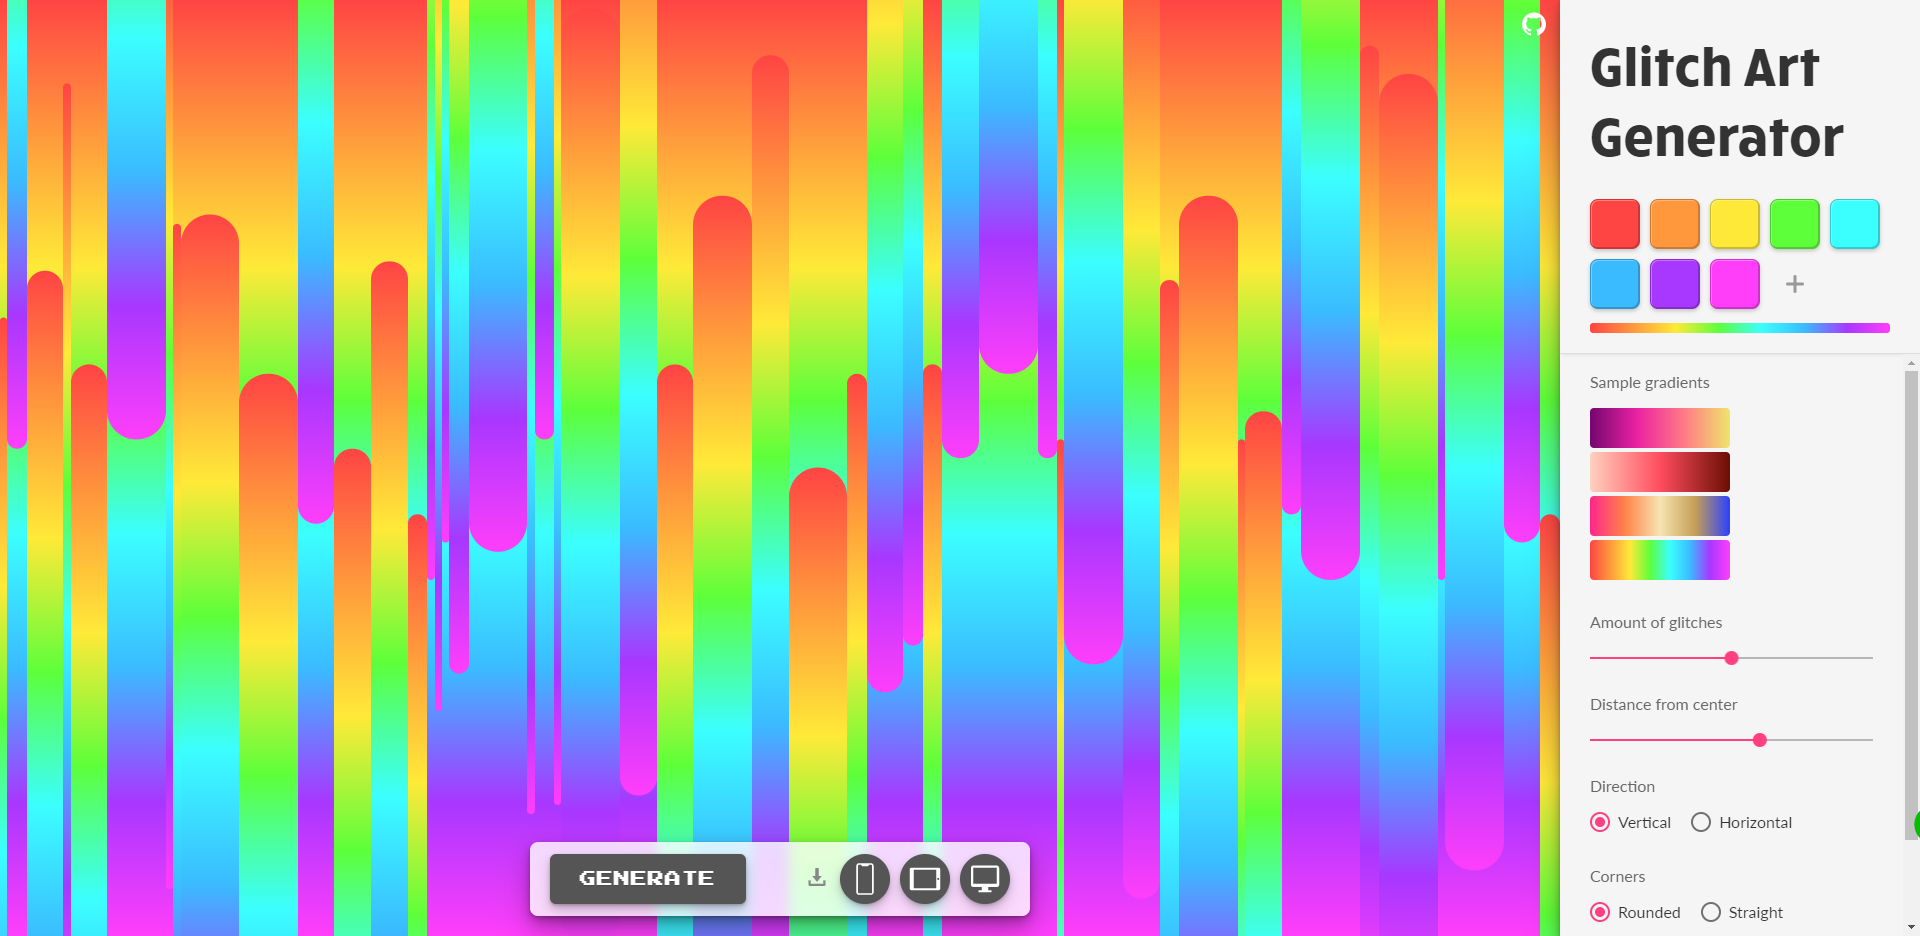 Glitch Art
Generator
Sample gradients
Amount of glitches
Distance from center
Direction
Vertical
Horizontal
Corners
Rounded
Straight
GENERATE